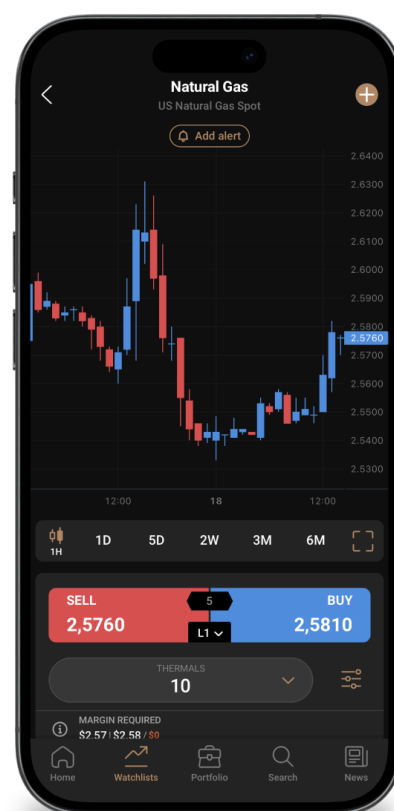 Natural Gas
US Natural Gas Spot
Add alert
2.6400
2.6300
2.6200
2.6100
2.6000
2.5900
2.5800
2.5760
2.5700
2.5600
2.5500
2.5400
2.5300
12:00 18 12:00
1H 1D 5D 2W 3M 6M
SELL 5 BUY
2,5760 L1 2,5810
THERMALS
10
MARGIN REQUIRED
$2.57 | $2.58 / $0
Home Watchlists Portfolio Search News